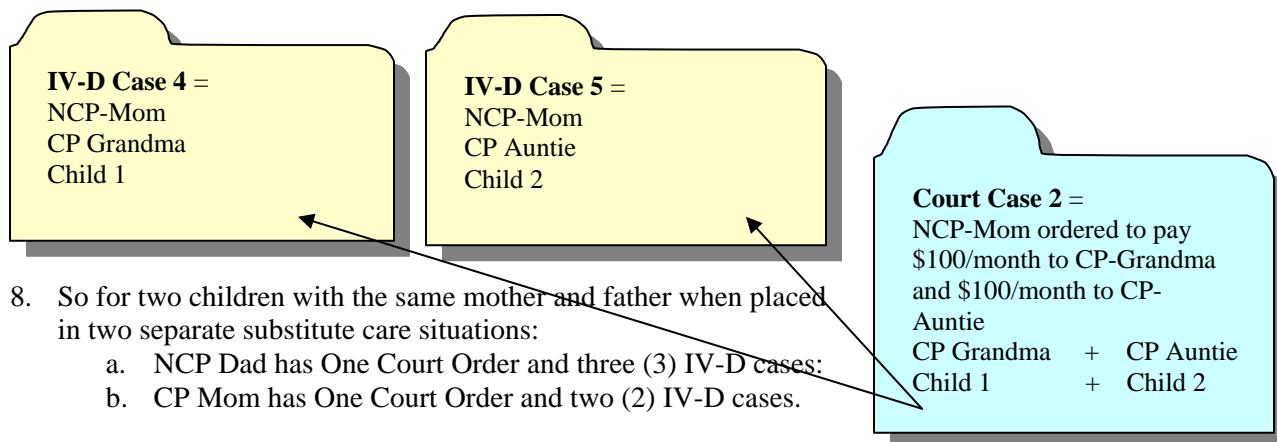 IV-D Case 4 =
NCP-Mom
CP Grandma
Child 1
IV-D Case 5 =
NCP-Mom
CP Auntie
Child 2
Court Case 2 =
NCP-Mom ordered to pay
$100/month to CP-Grandma
and $100/month to CP-
Auntie
CP Grandma + CP Auntie
Child 1 + Child 2
8. So for two children with the same mother and father when placed
in two separate substitute care situations:
a. NCP Dad has One Court Order and three (3) IV-D cases:
b. CP Mom has One Court Order and two (2) IV-D cases.